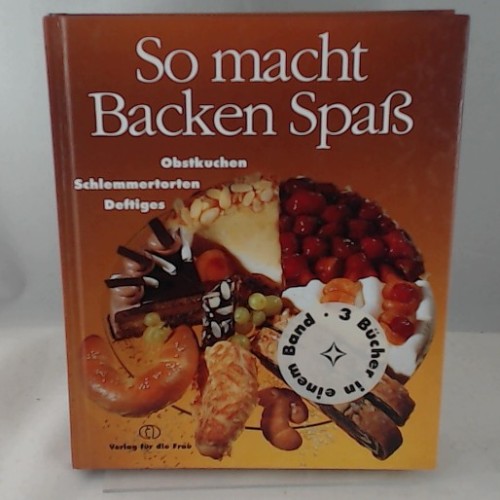 So macht
Backen Spaß
Obstkuchen
Schlemmertorten
Deftiges
3 Bücher in einem Band ·
Verlag für die Frau